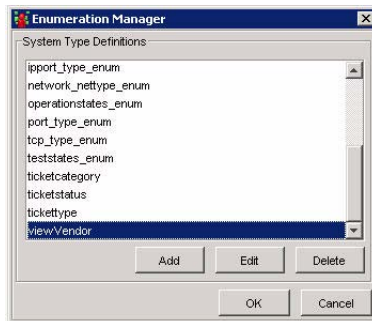 Enumeration Manager
System Type Definitions
ipport_type_enum
network_nettype_enum
operationstates_enum
port_type_enum
tcp_type_enum
teststates_enum
ticketcategory
ticketstatus
tickettype
viewVendor
Add Edit Delete
OK Cancel